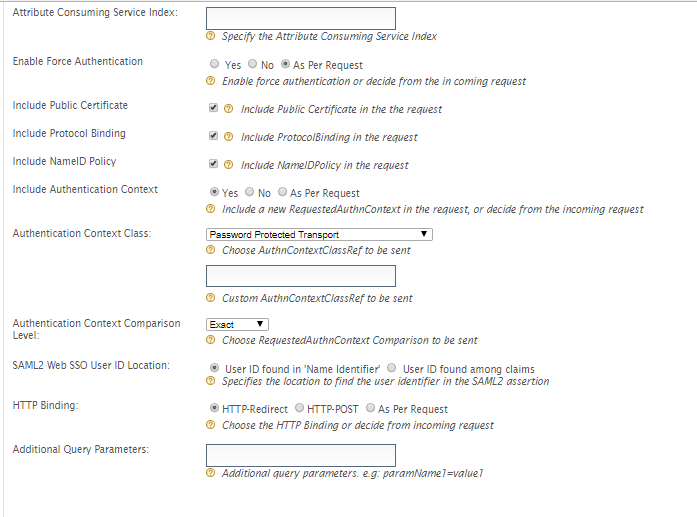 Attribute Consuming Service Index:
Specify the Attribute Consuming Service Index
Enable Force Authentication
Yes No As Per Request
Enable force authentication or decide from the in coming request
Include Public Certificate
Include Public Certificate in the the request
Include Protocol Binding
Include ProtocolBinding in the request
Include NameID Policy
Include NameIDPolicy in the request
Include Authentication Context
Yes No As Per Request
Include a new RequestedAuthnContext in the request, or decide from the incoming request
Authentication Context Class:
Password Protected Transport
Choose AuthnContextClassRef to be sent
Custom AuthnContextClassRef to be sent
Authentication Context Comparison
Level:
Exact
Choose RequestedAuthnContext Comparison to be sent
SAML2 Web SSO User ID Location:
User ID found in 'Name Identifier' User ID found among claims
Specifies the location to find the user identifier in the SAML2 assertion
HTTP Binding:
HTTP-Redirect HTTP-POST As Per Request
Choose the HTTP Binding or decide from incoming request
Additional Query Parameters:
Additional query parameters. e.g: paramName1=value1